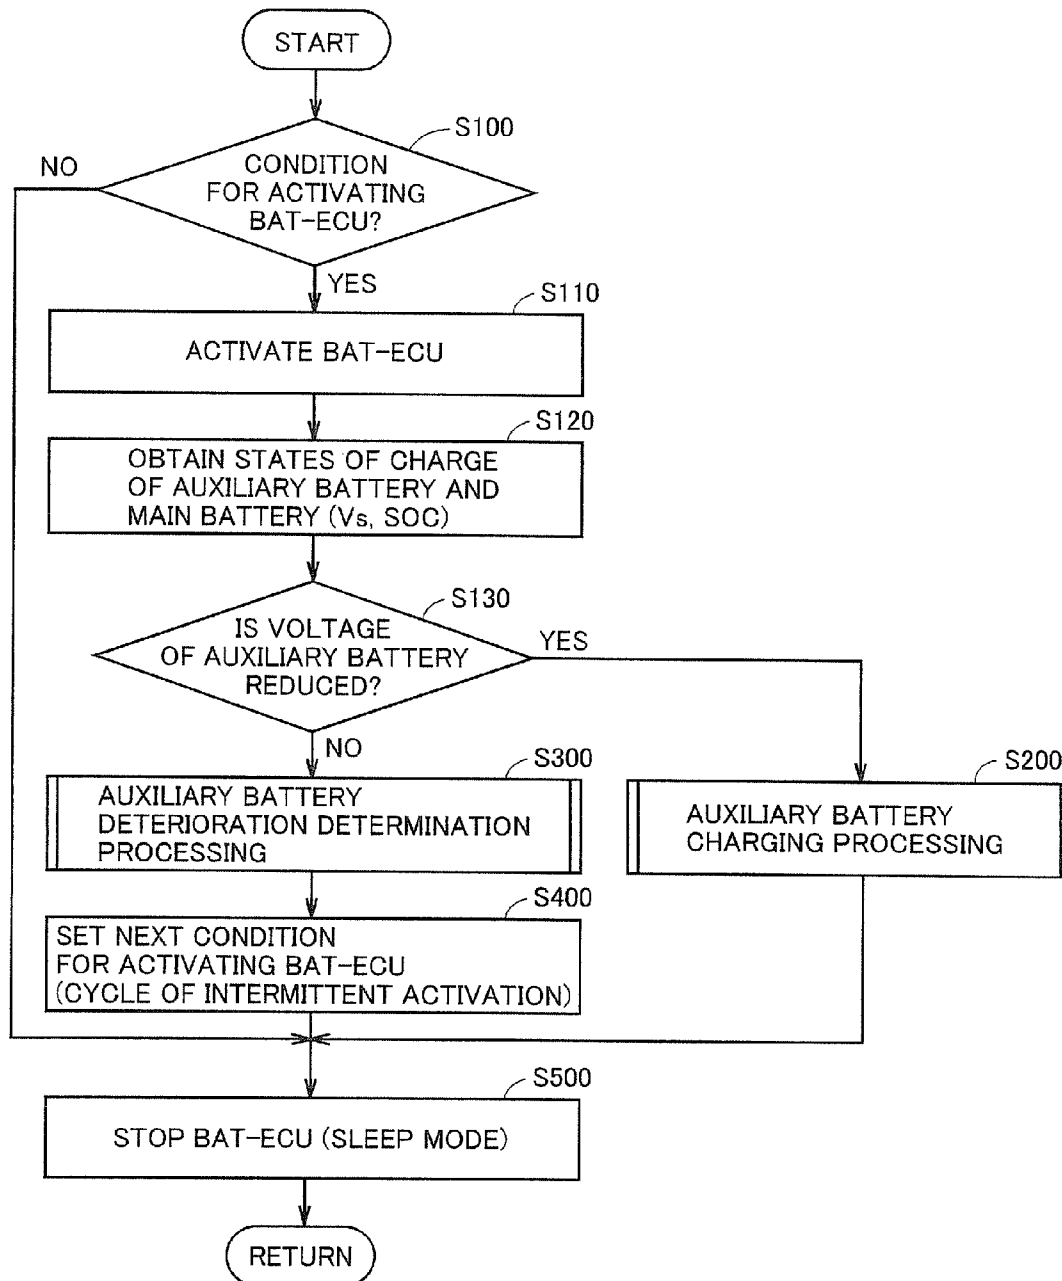 START
S100
NO
CONDITION
FOR ACTIVATING
BAT-ECU?
YES
S110
ACTIVATE BAT-ECU
S120
OBTAIN STATES OF CHARGE
OF AUXILIARY BATTERY AND
MAIN BATTERY (Vs, SOC)
S130
IS VOLTAGE
OF AUXILIARY BATTERY
REDUCED?
YES
NO
S300
AUXILIARY BATTERY
DETERIORATION DETERMINATION
PROCESSING
S200
AUXILIARY BATTERY
CHARGING PROCESSING
S400
SET NEXT CONDITION
FOR ACTIVATING BAT-ECU
(CYCLE OF INTERMITTENT ACTIVATION)
S500
STOP BAT-ECU (SLEEP MODE)
RETURN